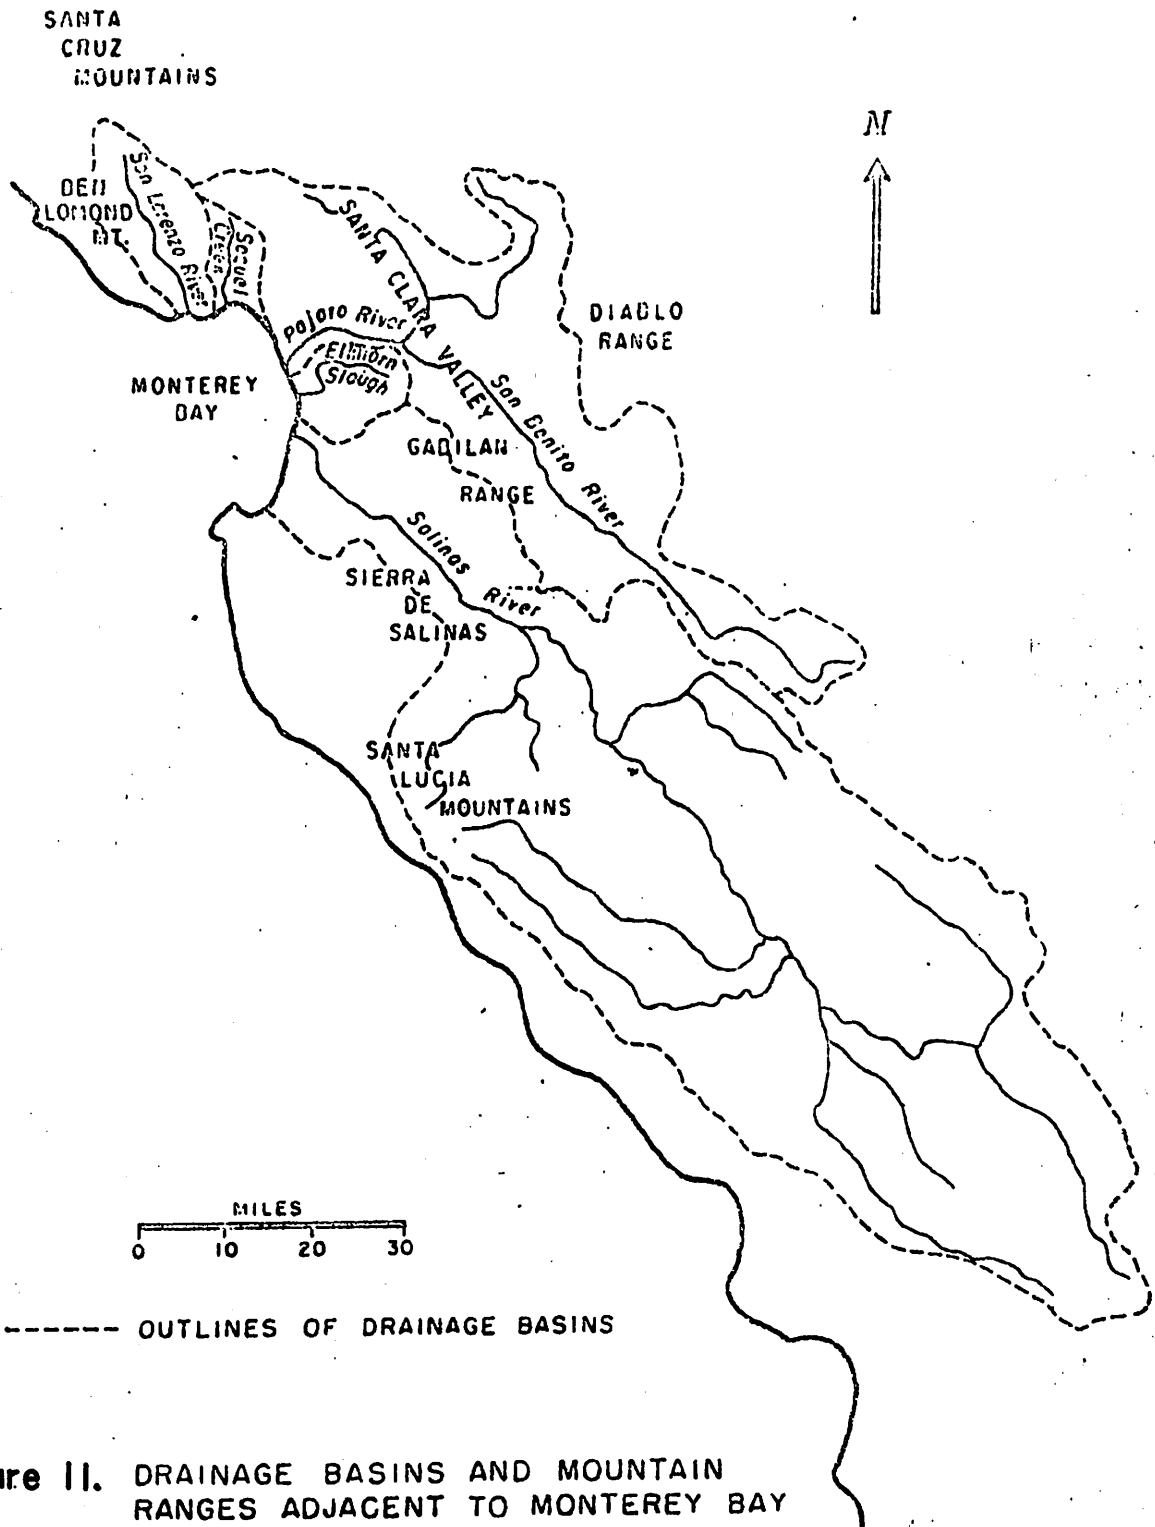 SANTA
CRUZ
MOUNTAINS
N
BEN
LOMOND
MT.
San Lorenzo River
Soquel
Creek
SANTA CLARA VALLEY
DIABLO
RANGE
Pajaro River
Elkhorn
Slough
MONTEREY
BAY
San Benito River
GABILAN
RANGE
Salinas River
SIERRA
DE
SALINAS
SANTA
LUCIA
MOUNTAINS
MILES
0 10 20 30
OUTLINES OF DRAINAGE BASINS
ure 11. DRAINAGE BASINS AND MOUNTAIN
RANGES ADJACENT TO MONTEREY BAY